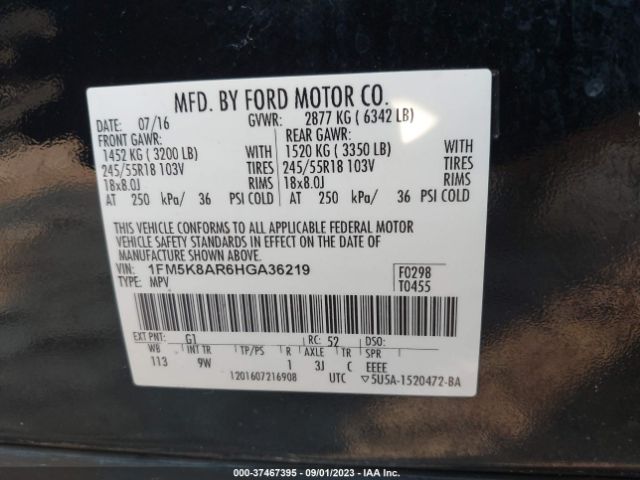 MFD. BY FORD MOTOR CO.
DATE: 07/16 GVWR: 2877 KG ( 6342 LB)
FRONT GAWR: REAR GAWR:
1452 KG ( 3200 LB) WITH 1520 KG ( 3350 LB) WITH
245/55R18 103V TIRES 245/55R18 103V TIRES
18x8.0J RIMS 18x8.0J RIMS
AT 250 kPa/ 36 PSI COLD AT 250 kPa/ 36 PSI COLD
THIS VEHICLE CONFORMS TO ALL APPLICABLE FEDERAL MOTOR
VEHICLE SAFETY STANDARDS IN EFFECT ON THE DATE OF
MANUFACTURE SHOWN ABOVE.
VIN: 1FM5K8AR6HGA36219 F0298
TYPE: MPV T0455
EXT PNT: G1 RC: 52 DSO:
WB INT TR TP/PS R AXLE TR SPR
113 9W 1 3J C EEEE
1201607216908 UTC ▽5U5A-1520472-BA
000-37467395 - 09/01/2023 - IAA Inc.